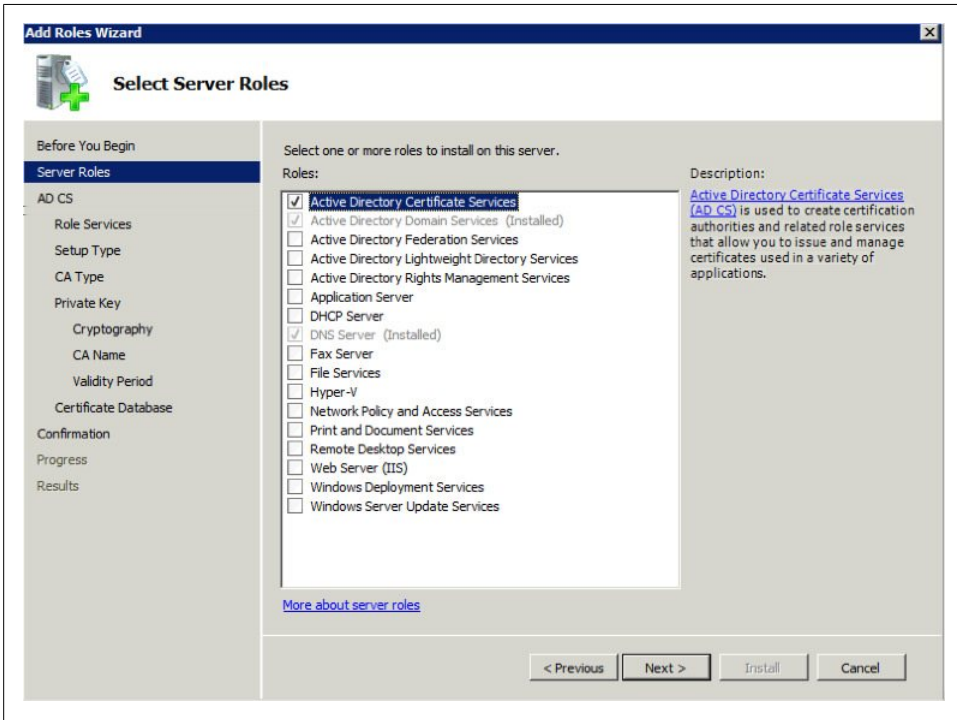 Add Roles Wizard
Select Server Roles
Before You Begin
Server Roles
AD CS
Role Services
Setup Type
CA Type
Private Key
Cryptography
CA Name
Validity Period
Certificate Database
Confirmation
Progress
Results
Select one or more roles to install on this server.
Roles:
Active Directory Certificate Services
Active Directory Domain Services (Installed)
Active Directory Federation Services
Active Directory Lightweight Directory Services
Active Directory Rights Management Services
Application Server
DHCP Server
DNS Server (Installed)
Fax Server
File Services
Hyper-V
Network Policy and Access Services
Print and Document Services
Remote Desktop Services
Web Server (IIS)
Windows Deployment Services
Windows Server Update Services
More about server roles
Description:
Active Directory Certificate Services
(AD CS) is used to create certification
authorities and related role services
that allow you to issue and manage
certificates used in a variety of
applications.
< Previous
Next >
Install
Cancel